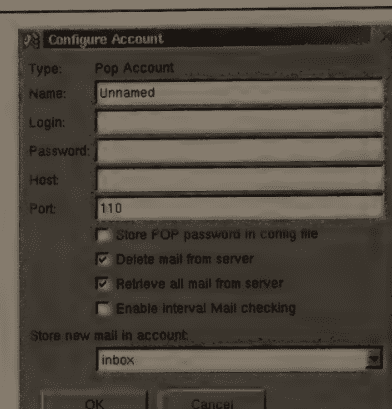 Configure Account
Type: Pop Account
Name: Unnamed
Login:
Password:
Host:
Port: 110
Store POP password in config file
Delete mail from server
Retrieve all mail from server
Enable Interval Mail checking
Store new mail in account:
inbox
OK Cancel